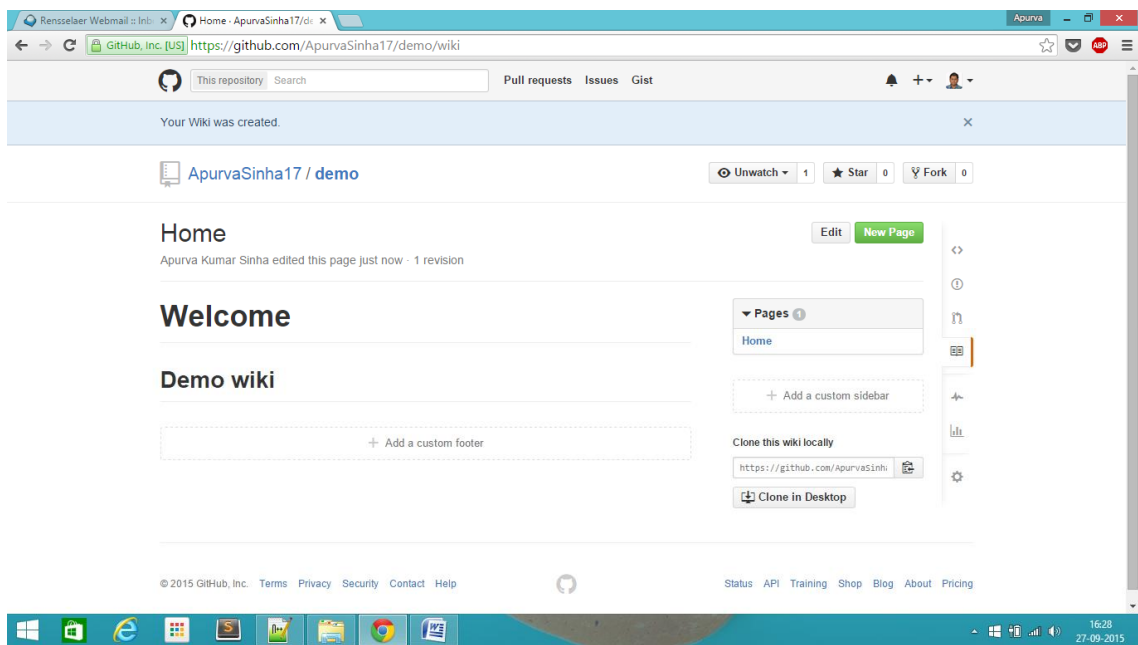 Rensselaer Webmail :: Inb
Home · ApurvaSinha17/de
Apurva
GitHub, Inc. [US] https://github.com/ApurvaSinha17/demo/wiki
ABP
This repository Search
Pull requests Issues Gist
Your Wiki was created.
ApurvaSinha17 / demo
Unwatch 1 Star 0 Fork 0
Home
Edit New Page
Apurva Kumar Sinha edited this page just now · 1 revision
Welcome
Pages 1
Home
Demo wiki
+ Add a custom sidebar
+ Add a custom footer
Clone this wiki locally
https://github.com/ApurvaSinh
Clone in Desktop
© 2015 GitHub, Inc. Terms Privacy Security Contact Help
Status API Training Shop Blog About Pricing
16:28
27-09-2015